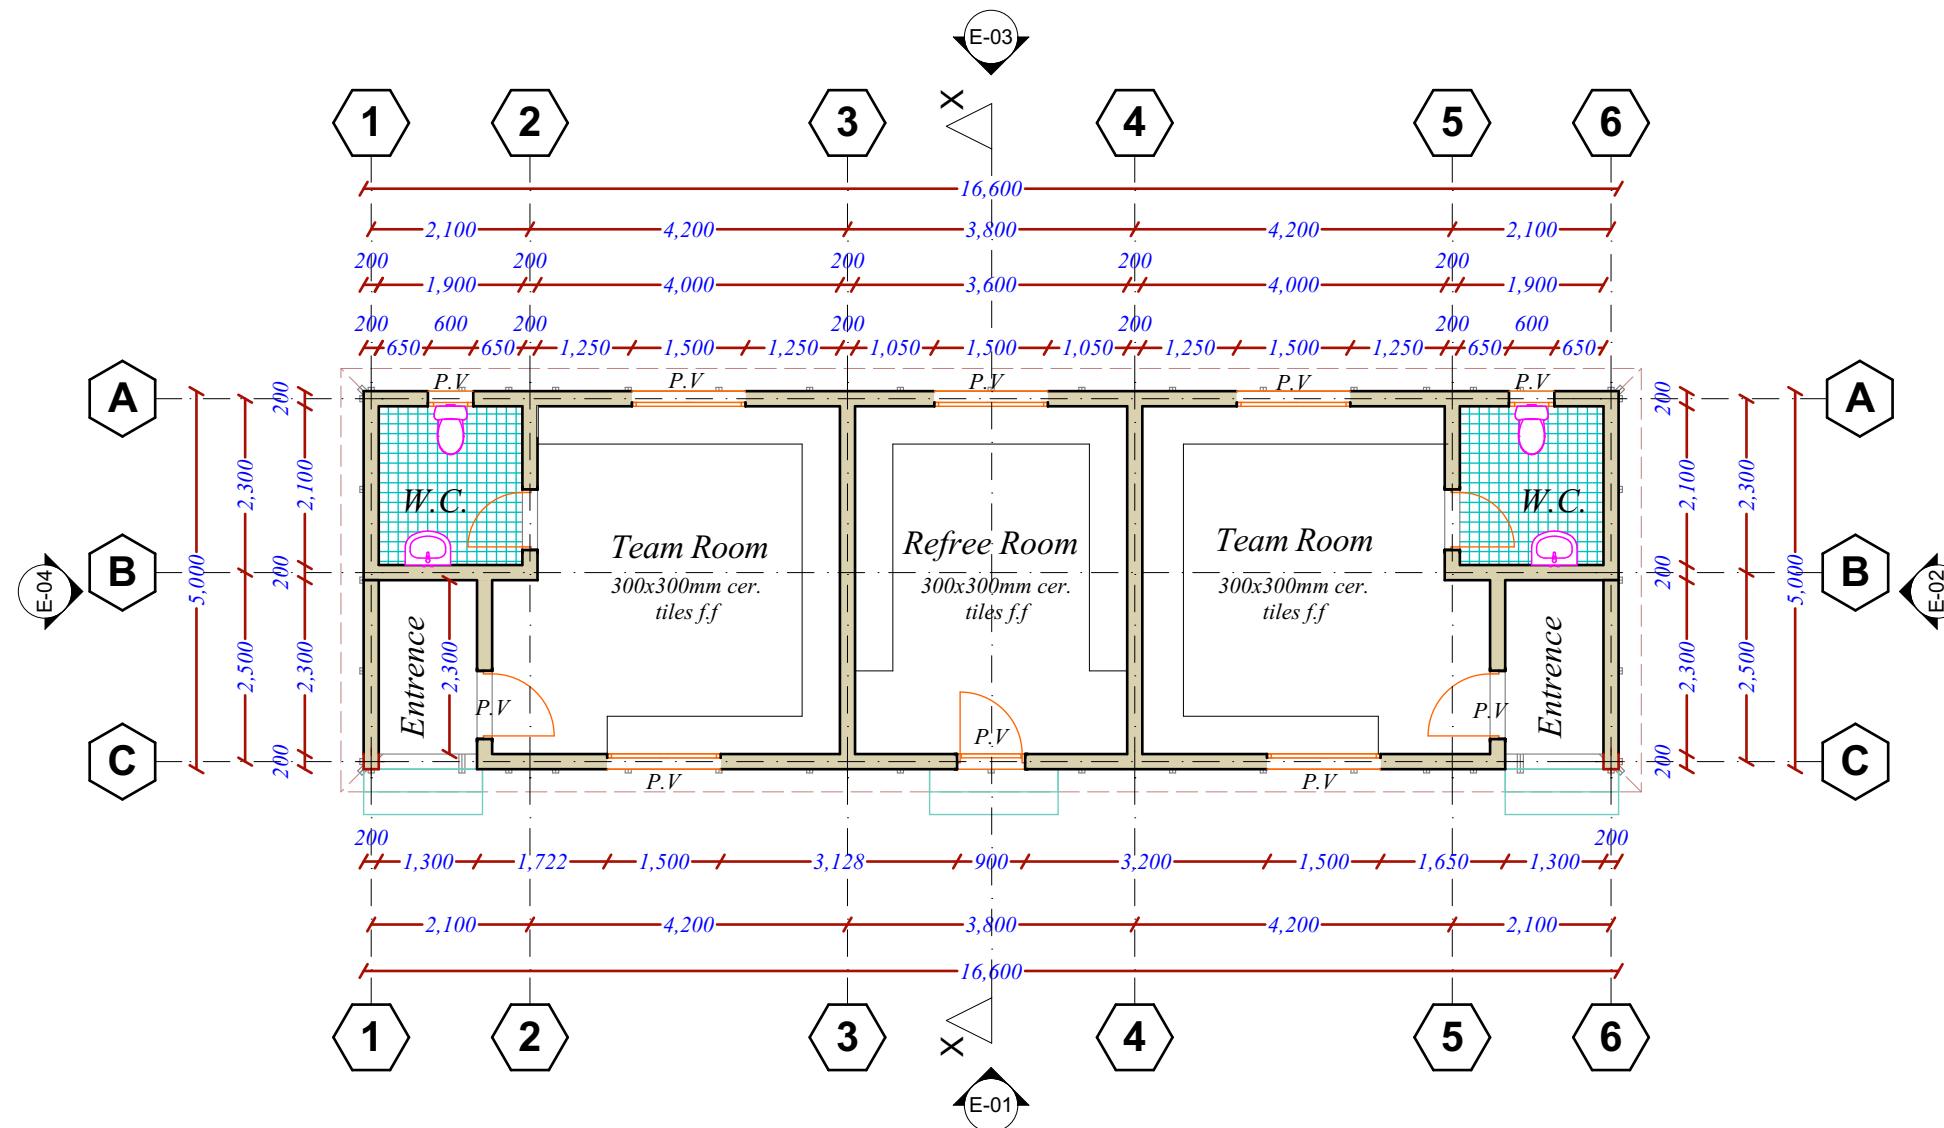 E-03
X
1 2 3 4 5 6
16,600
2,100 4,200 3,800 4,200 2,100
200 200 200 200 200
1,900 4,000 3,600 4,000 1,900
200 600 200 200 200 200 600
650 650 1,250 1,500 1,250 1,050 1,500 1,050 1,250 1,500 1,250 650 650
P.V P.V P.V P.V P.V
A 200 200 A
2,300 2,100 2,100 2,300
W.C. W.C.
Team Room Refree Room Team Room
300x300mm cer. 300x300mm cer. 300x300mm cer.
tiles f.f tiles f.f tiles f.f
E-04 B 5,000 200 200 5,000 B E-02
2,500 2,300 Entrence 2,300 Entrence 2,300 2,500
P.V P.V P.V
C 200 200 C
P.V P.V
200 200
1,300 1,722 1,500 3,128 900 3,200 1,500 1,650 1,300
2,100 4,200 3,800 4,200 2,100
16,600
X
1 2 3 4 5 6
E-01